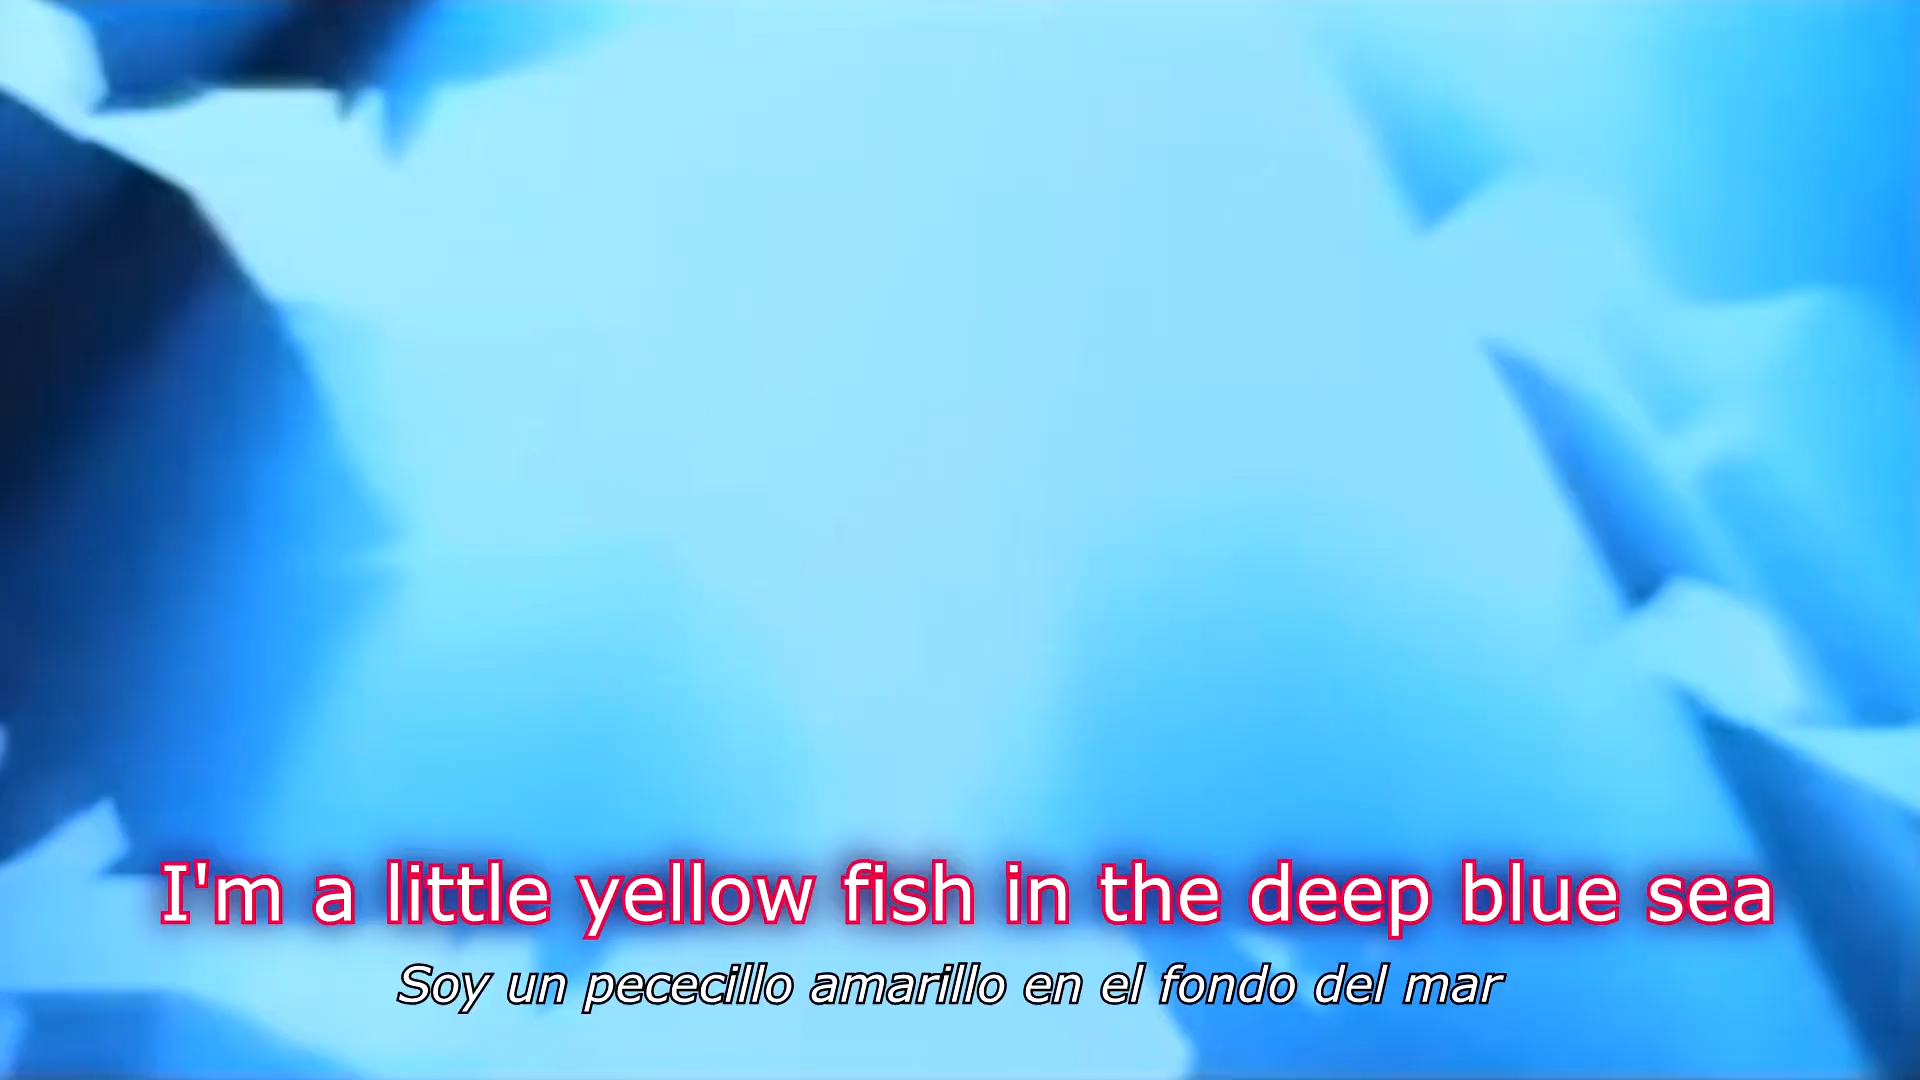 I'm a little yellow fish in the deep blue sea
Soy un pececillo amarillo en el fondo del mar